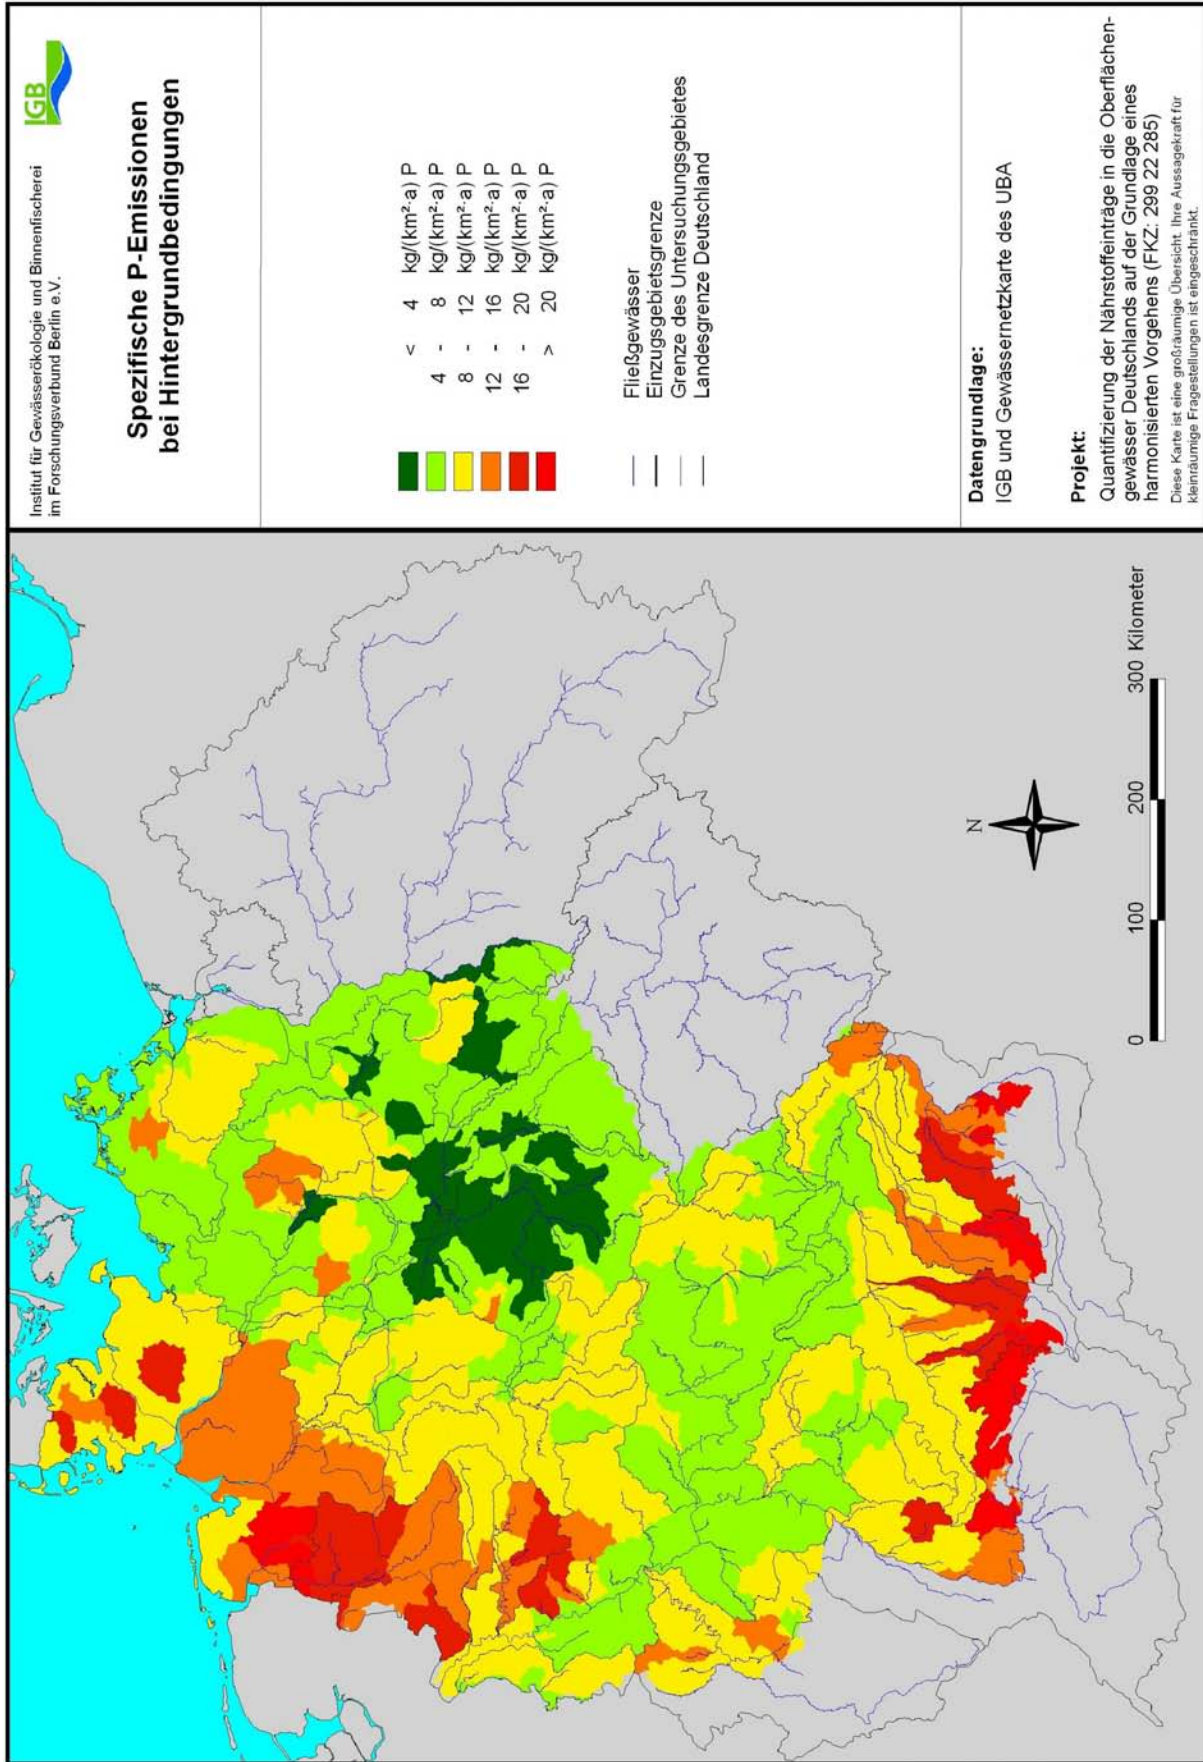 Institut für Gewässerökologie und Binnenfischerei
im Forschungsverbund Berlin e.V.
IGB
Spezifische P-Emissionen
bei Hintergrundbedingungen
< 4 kg/(km²·a) P
4 - 8 kg/(km²·a) P
8 - 12 kg/(km²·a) P
12 - 16 kg/(km²·a) P
16 - 20 kg/(km²·a) P
> 20 kg/(km²·a) P
Fließgewässer
Einzugsgebietsgrenze
Grenze des Untersuchungsgebietes
Landesgrenze Deutschland
Datengrundlage:
IGB und Gewässernetzkarte des UBA
Projekt:
Quantifizierung der Nährstoffeinträge in die Oberflächen-
gewässer Deutschlands auf der Grundlage eines
harmonisierten Vorgehens (FKZ: 299 22 285)
Diese Karte ist eine großräumige Übersicht. Ihre Aussagekraft für
kleinräumige Fragestellungen ist eingeschränkt.
N
0 100 200 300 Kilometer